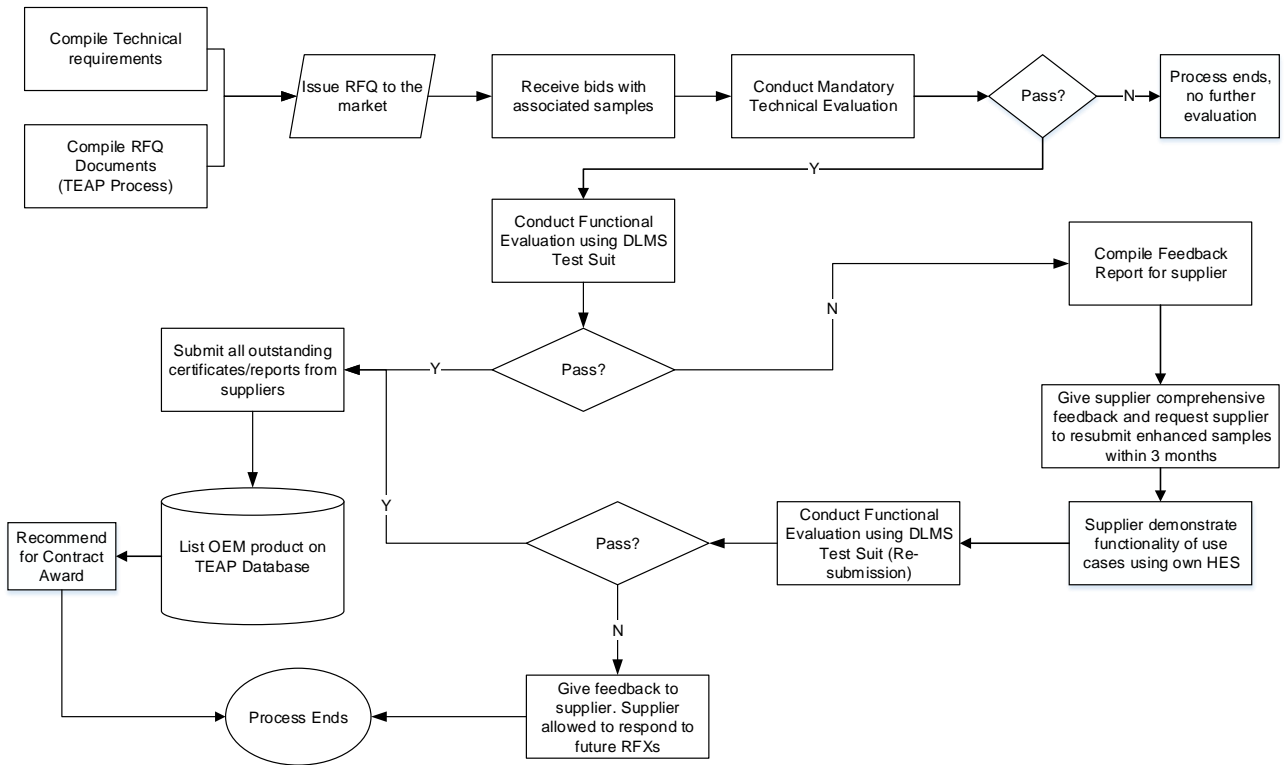 Compile Technical
requirements
Compile RFQ
Documents
(TEAP Process)
Issue RFQ to the
market
Receive bids with
associated samples
Conduct Mandatory
Technical Evaluation
Pass?
N
Process ends,
no further
evaluation
Y
Conduct Functional
Evaluation using DLMS
Test Suit
Pass?
N
Compile Feedback
Report for supplier
Y
Submit all outstanding
certificates/reports from
suppliers
Give supplier comprehensive
feedback and request supplier
to resubmit enhanced samples
within 3 months
Supplier demonstrate
functionality of use
cases using own HES
Conduct Functional
Evaluation using DLMS
Test Suit (Re-
submission)
Pass?
Y
List OEM product on
TEAP Database
Recommend
for Contract
Award
N
Give feedback to
supplier. Supplier
allowed to respond to
future RFXs
Process Ends